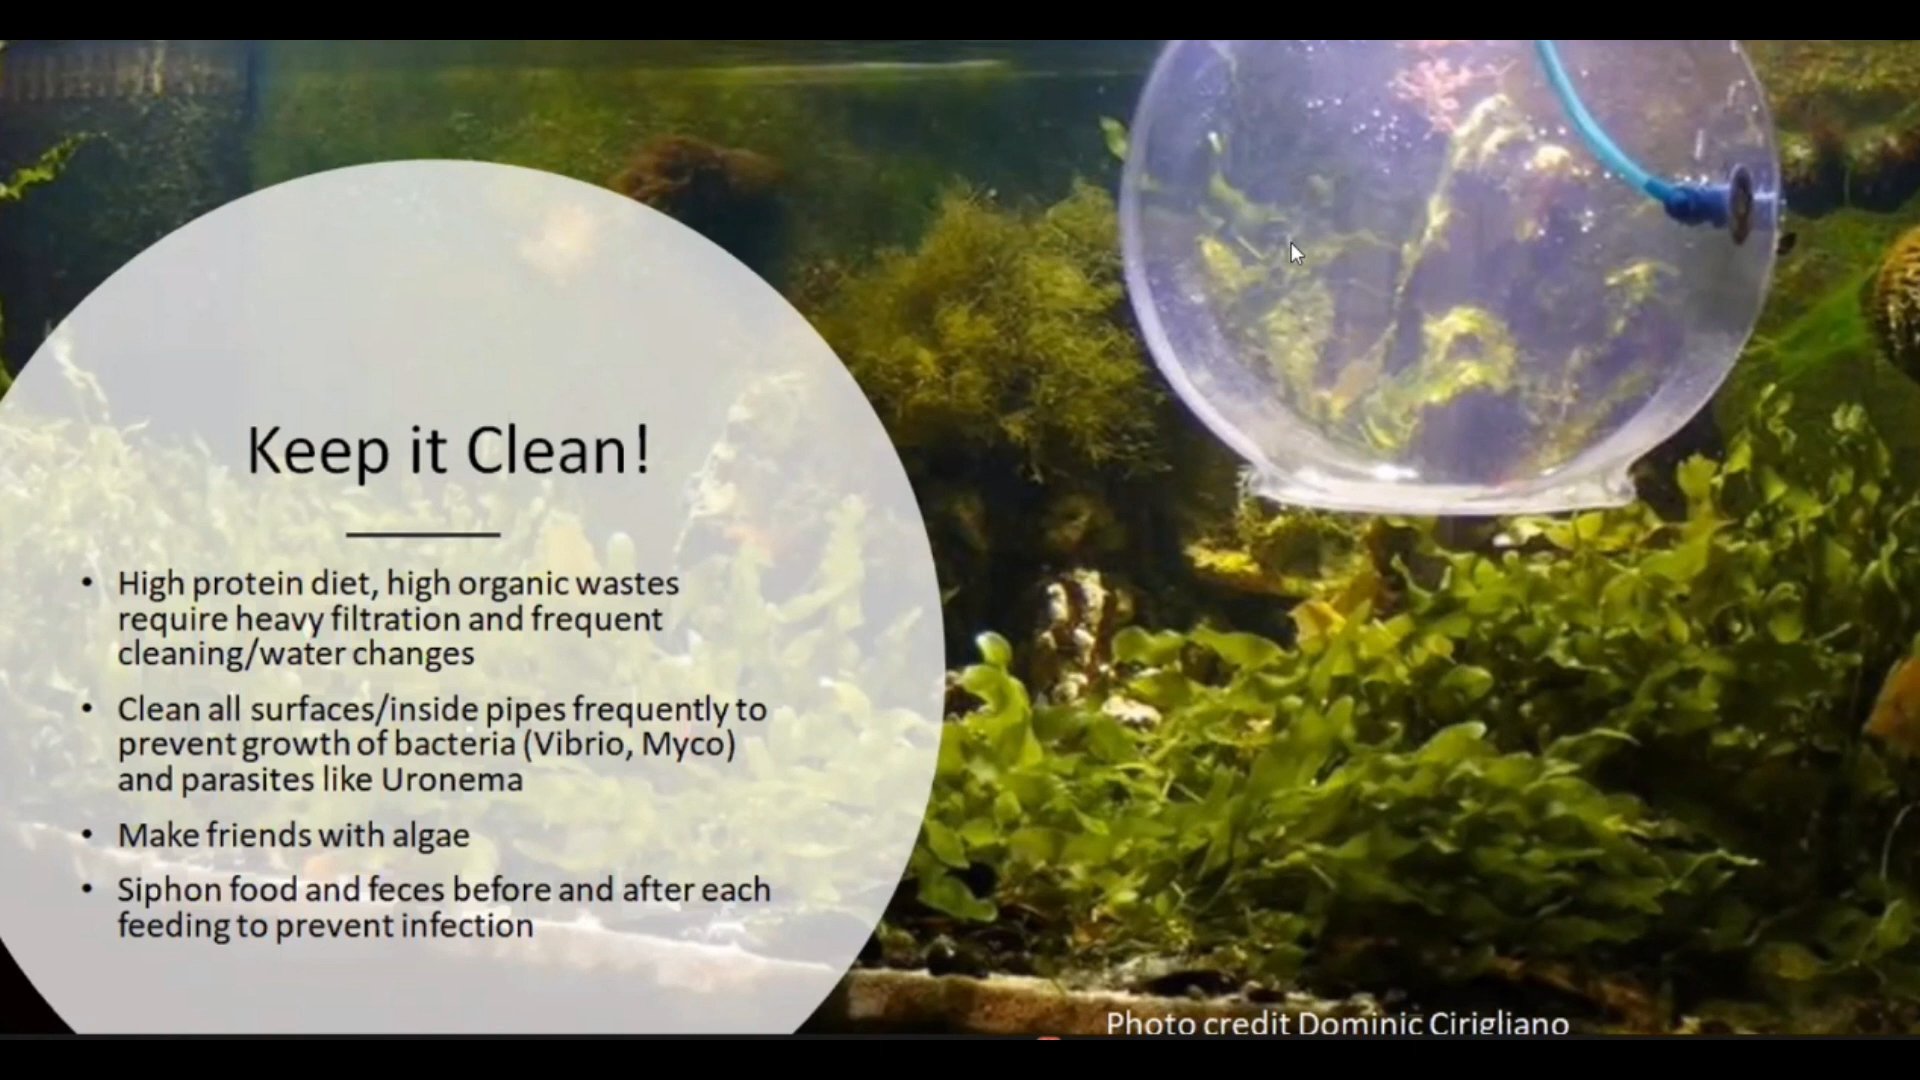 Keep it Clean!
• High protein diet, high organic wastes
require heavy filtration and frequent
cleaning/water changes
• Clean all surfaces/inside pipes frequently to
prevent growth of bacteria (Vibrio, Myco)
and parasites like Uronema
• Make friends with algae
• Siphon food and feces before and after each
feeding to prevent infection
Photo credit Dominic Cirigliano